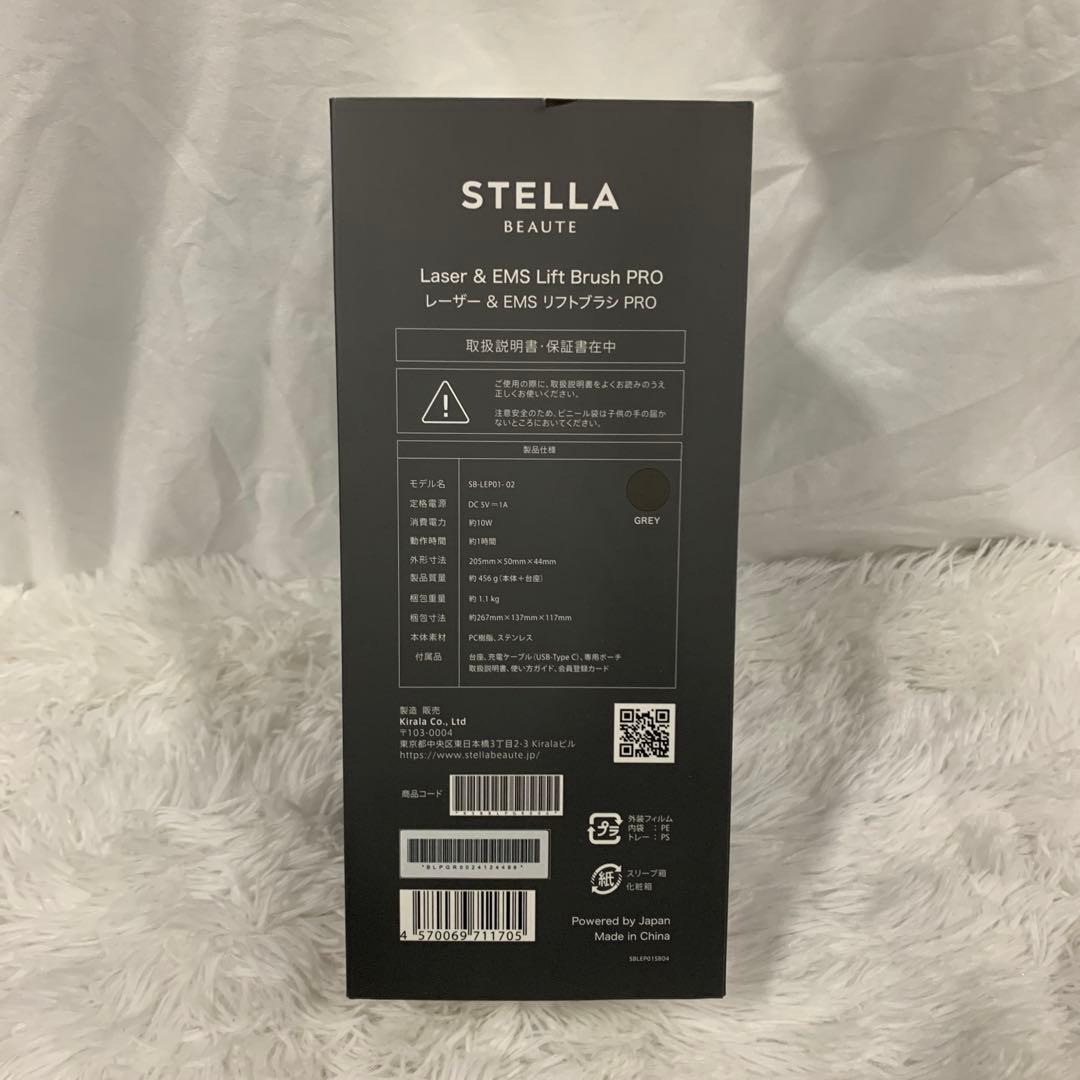 STELLA
BEAUTE
Laser & EMS Lift Brush PRO
レーザー & EMS リフトブラシ PRO
取扱説明書・保証書在中
ご使用の際に、取扱説明書をよくお読みのうえ
正しくお使いください。
注意安全のため、ビニール袋は子供の手の届か
ないところにおいてください。
製品仕様
モデル名 SB-LEP01- 02
定格電源 DC 5V⎓1A
消費電力 約10W
動作時間 約1時間
外形寸法 205mm×50mm×44mm
製品質量 約 456 g（本体＋台座）
梱包重量 約 1.1 kg
梱包寸法 約267mm×137mm×117mm
本体素材 PC樹脂、ステンレス
付属品 台座、充電ケーブル（USB-Type C）、専用ポーチ
取扱説明書、使い方ガイド、会員登録カード
GREY
製造 販売
Kirala Co., Ltd
〒103-0004
東京都中央区東日本橋3丁目2-3 Kiralaビル
https://www.stellabeaute.jp/
商品コード
*BLPGR0024124486*
4 570069 711705
プラ
外装フィルム
内袋 : PE
トレー : PS
紙
スリーブ箱
化粧箱
Powered by Japan
Made in China
SBLEP01SB04